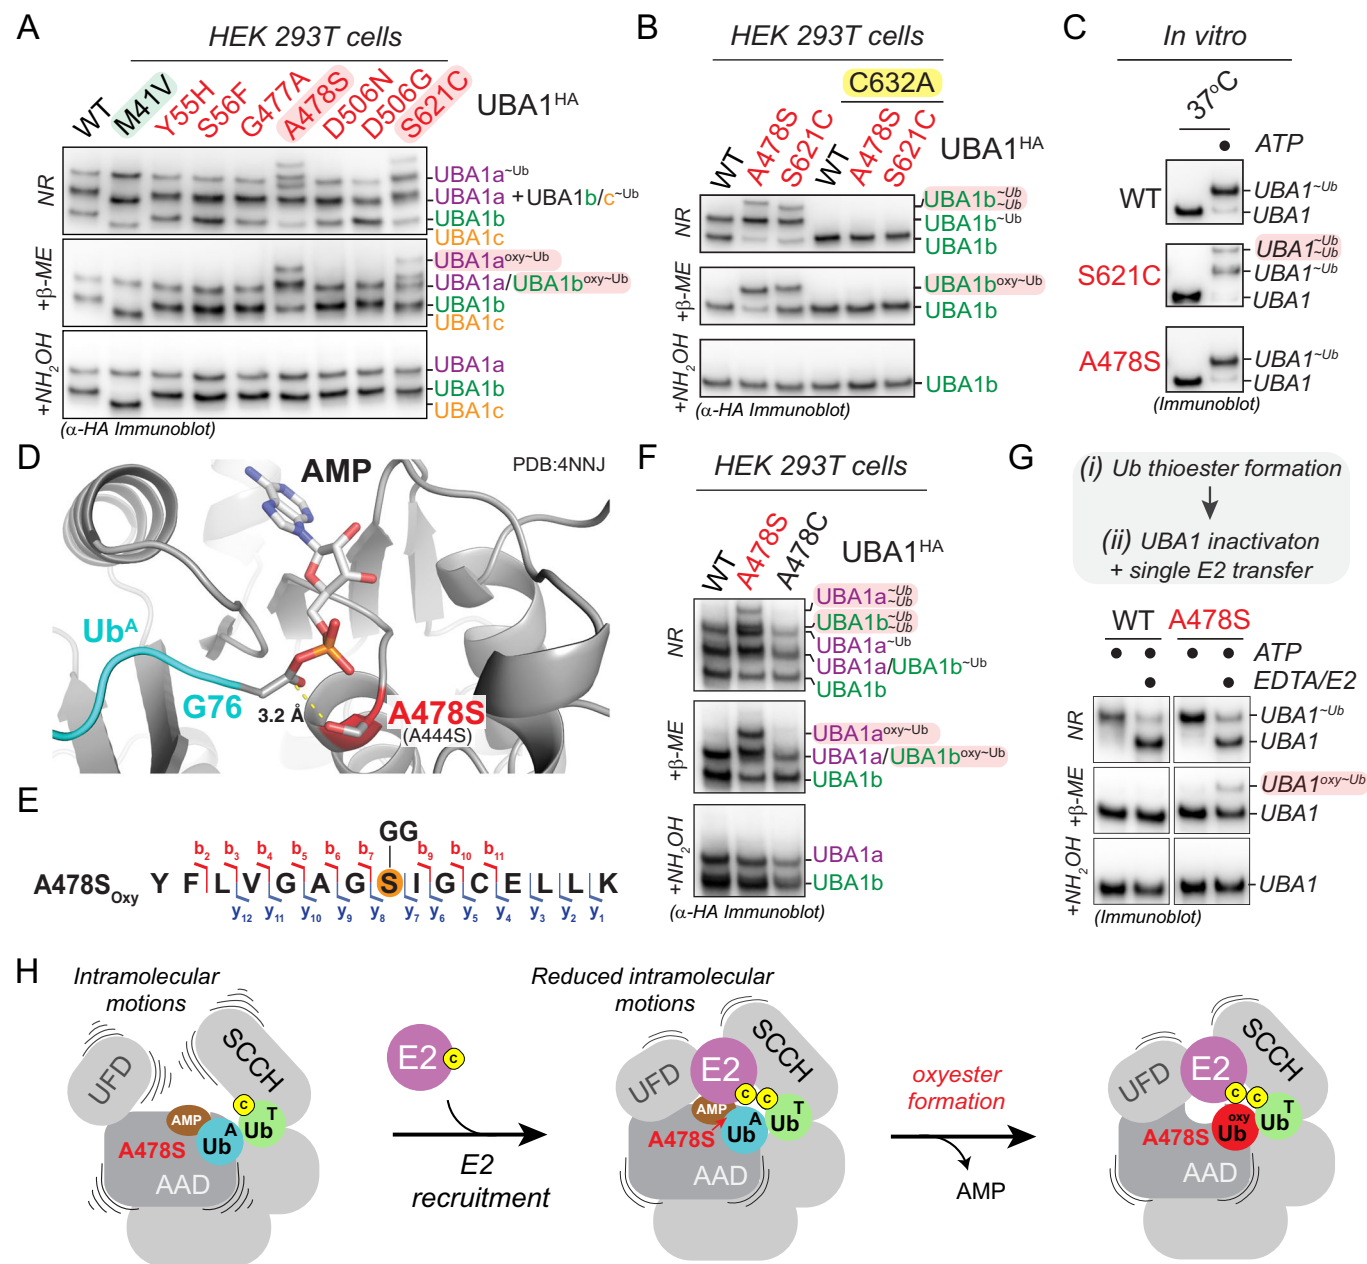 A
HEK 293T cells
WT
M41V
Y55H
S56F
G477A
A478S
D506N
D506G
S621C
UBA1HA
NR
UBA1a~Ub
UBA1a +UBA1b/c~Ub
UBA1b
UBA1c
+β-ME
UBA1aoxy~Ub
UBA1a/UBA1boxy~Ub
UBA1b
UBA1c
+NH2OH
UBA1a
UBA1b
UBA1c
(α-HA Immunoblot)
B
HEK 293T cells
C632A
WT
A478S
S621C
WT
A478S
S621C
UBA1HA
NR
UBA1b~Ub~Ub
UBA1b~Ub
UBA1b
+β-ME
UBA1boxy~Ub
UBA1b
+NH2OH
UBA1b
(α-HA Immunoblot)
C
In vitro
37°C
ATP
WT
UBA1~Ub
UBA1
S621C
UBA1~Ub~Ub
UBA1~Ub
UBA1
A478S
UBA1~Ub
UBA1
(Immunoblot)
D
AMP
PDB:4NNJ
UbA
G76
3.2 Å
A478S
(A444S)
E
GG
b2 b3 b4 b5 b6 b7 b9 b10 b11
A478SOxy Y F L V G A G S I G C E L L K
y12 y11 y10 y9 y8 y7 y6 y5 y4 y3 y2 y1
F
HEK 293T cells
WT
A478S
A478C
UBA1HA
NR
UBA1a~Ub~Ub
UBA1b~Ub~Ub
UBA1a~Ub
UBA1a/UBA1b~Ub
UBA1b
+β-ME
UBA1aoxy~Ub
UBA1a/UBA1boxy~Ub
UBA1b
+NH2OH
UBA1a
UBA1b
(α-HA Immunoblot)
G
(i) Ub thioester formation
(ii) UBA1 inactivaton
+ single E2 transfer
WT A478S
ATP
EDTA/E2
NR
UBA1~Ub
UBA1
+β-ME
UBA1oxy~Ub
UBA1
+NH2OH
UBA1
(Immunoblot)
H
Intramolecular
motions
UFD
SCCH
C
AMP
UbA
UbT
A478S
AAD
E2
C
E2
recruitment
Reduced intramolecular
motions
UFD
E2
SCCH
C
C
AMP
A478S
UbA
UbT
AAD
oxyester
formation
AMP
UFD
E2
SCCH
C
C
A478S
Uboxy
UbT
AAD